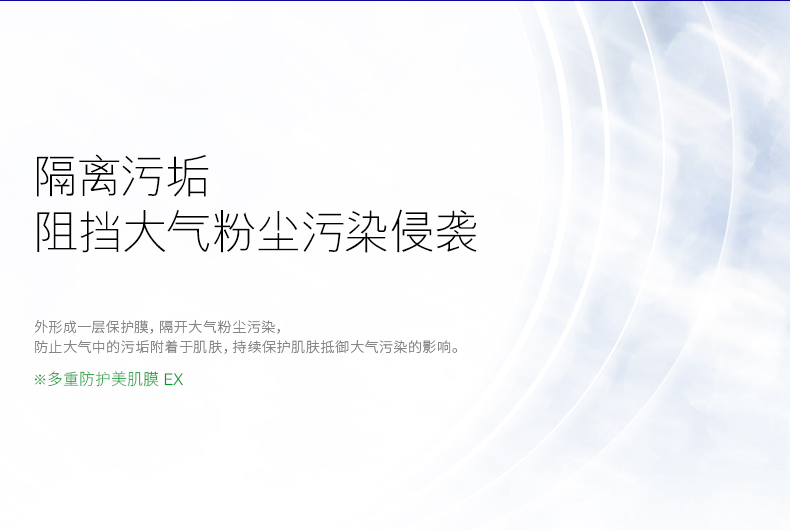 隔离污垢
阻挡大气粉尘污染侵袭
外形成一层保护膜, 隔开大气粉尘污染,
防止大气中的污垢附着于肌肤, 持续保护肌肤抵御大气污染的影响。
※多重防护美肌膜 EX